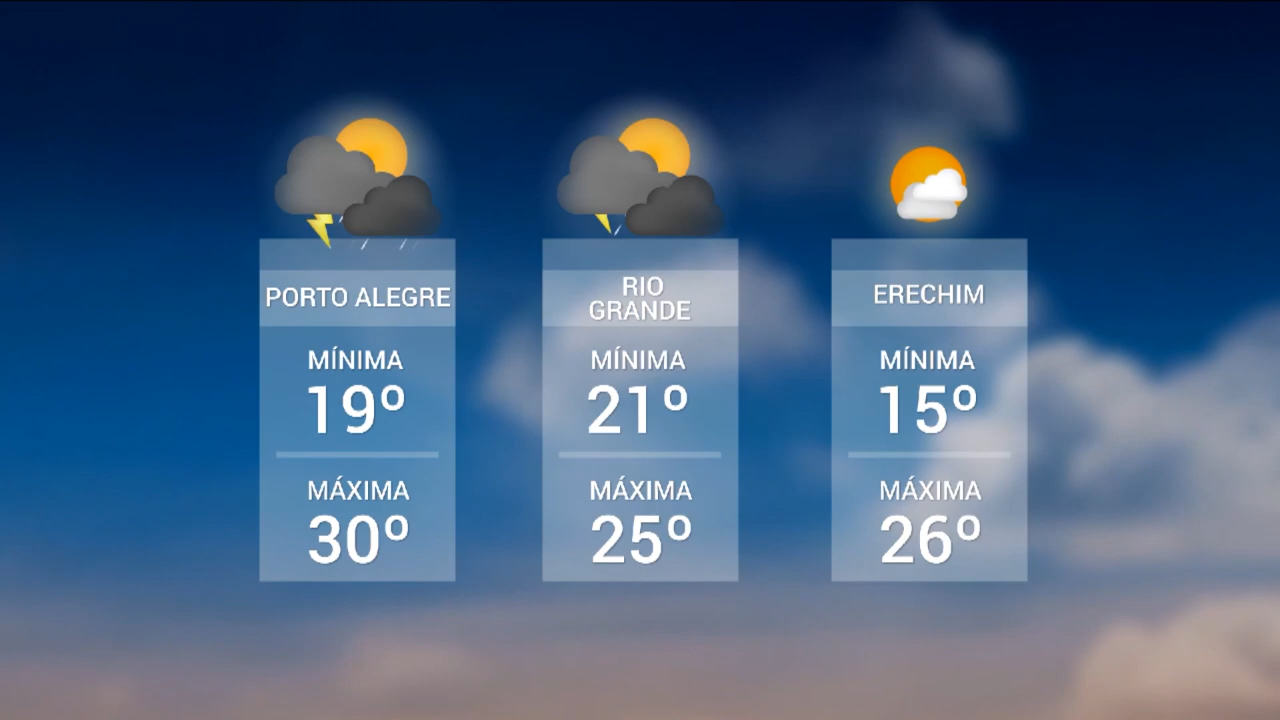 PORTO ALEGRE
MÍNIMA
19º
MÁXIMA
30º
RIO
GRANDE
MÍNIMA
21º
MÁXIMA
25º
ERECHIM
MÍNIMA
15º
MÁXIMA
26º